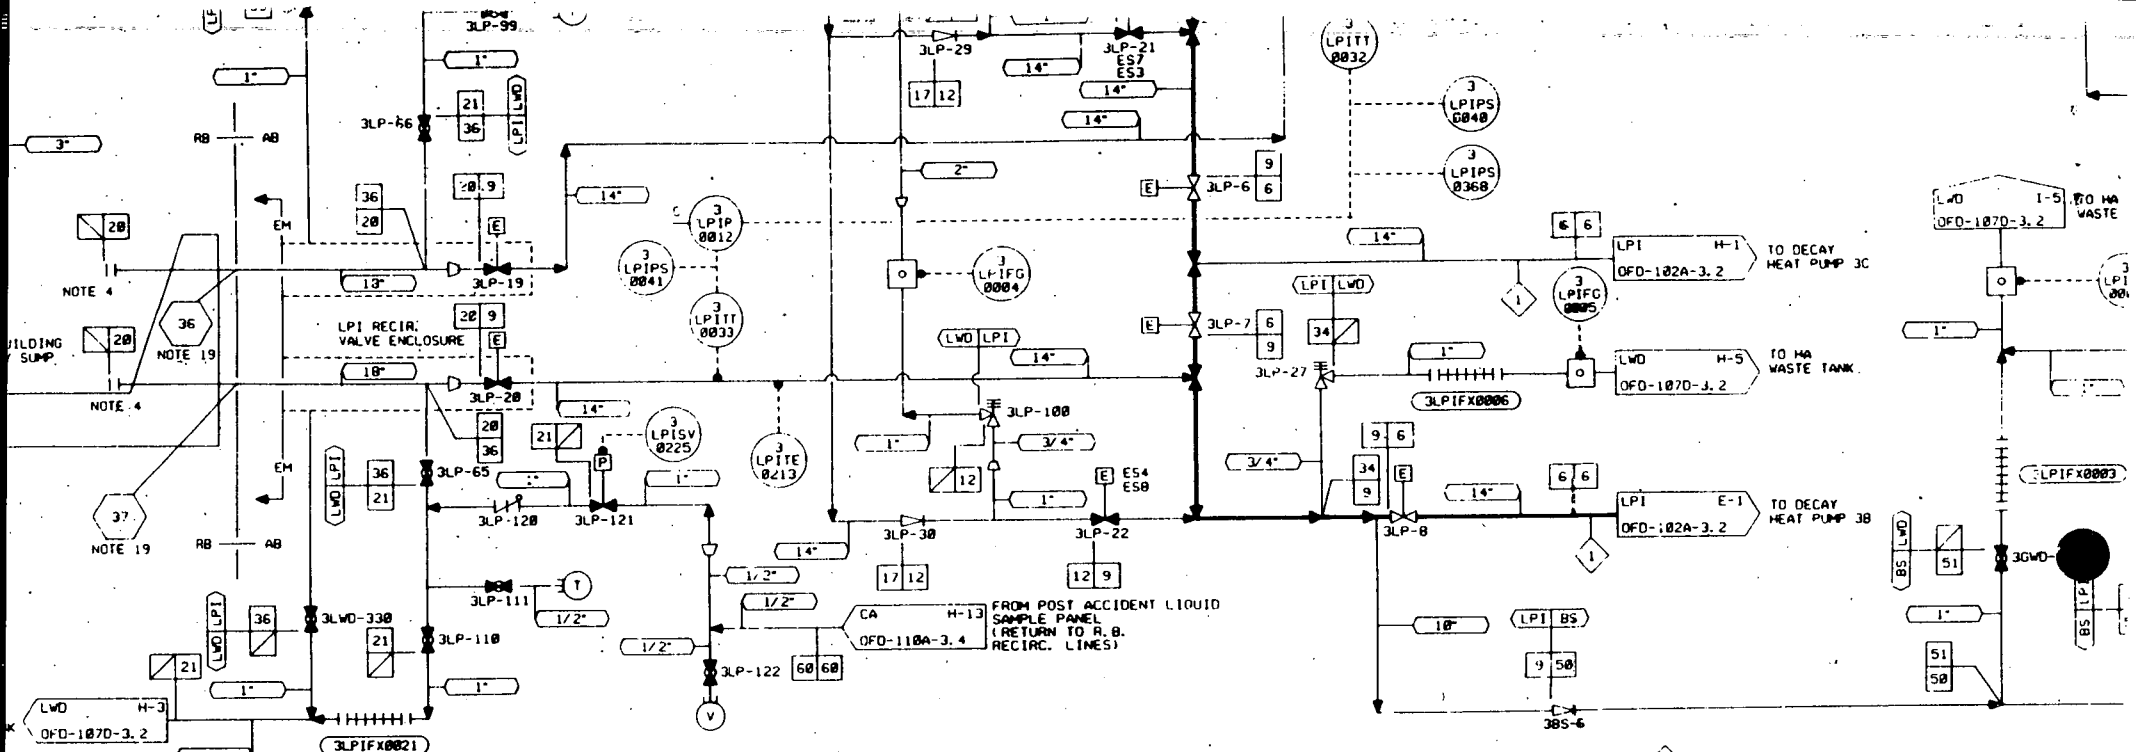 3LP-99
1"
1"
3LP-66
21
36
LPI LWD
RB
AB
3"
3LP-29
17 12
3LP-21
ES7
ES3
14"
14"
14"
3
LPITT
0032
3
LPIPS
0040
3
LPIPS
0368
2"
E
3LP-6
9
6
14"
20 9
36
20
EM
20
E
3
LPIP
0012
3
LPIPS
0041
3
LPITT
0033
3
LPIFG
0004
14"
6 6
LPI H-1
OFD-102A-3.2
TO DECAY
HEAT PUMP 3C
LWD I-5
OFD-107D-3.2
TO HA
WASTE
NOTE 4
3LP-19
36
NOTE 19
LPI RECIR.
VALVE ENCLOSURE
20 9
E
20
SUMP
NOTE 4
18"
3LP-20
14"
LWD LPI
14"
E
3LP-7
6
9
LPI LWD
34
3LP-27
1"
3
LPIFG
0005
1
LWD H-5
OFD-107D-3.2
TO HA
WASTE TANK
3LPIFX0006
1"
20
36
21
3
LPISV
0225
P
3
LPITE
0213
3LP-100
1"
3/4"
12
1"
E
ES4
ES8
3/4"
34
9
9 6
E
14"
6 6
LPI E-1
OFD-102A-3.2
TO DECAY
HEAT PUMP 3B
3LPIFX0003
EM
37
NOTE 19
RB
AB
LWD LPI
36
21
3LP-65
1"
3LP-120
3LP-121
14"
3LP-30
3LP-22
3LP-8
1
17 12
12 9
BS LWD
51
3GWD-
3LP-111
T
1/2"
1/2"
1/2"
CA H-13
OFD-110A-3.4
FROM POST ACCIDENT LIQUID
SAMPLE PANEL
(RETURN TO R.B.
RECIRC. LINES)
60 60
LWD LPI
36
3LWD-330
21
3LP-110
1/2"
3LP-122
V
10"
LPI BS
9 50
3BS-6
1"
51
50
21
1"
1"
LWD H-3
OFD-107D-3.2
3LPIFX0021